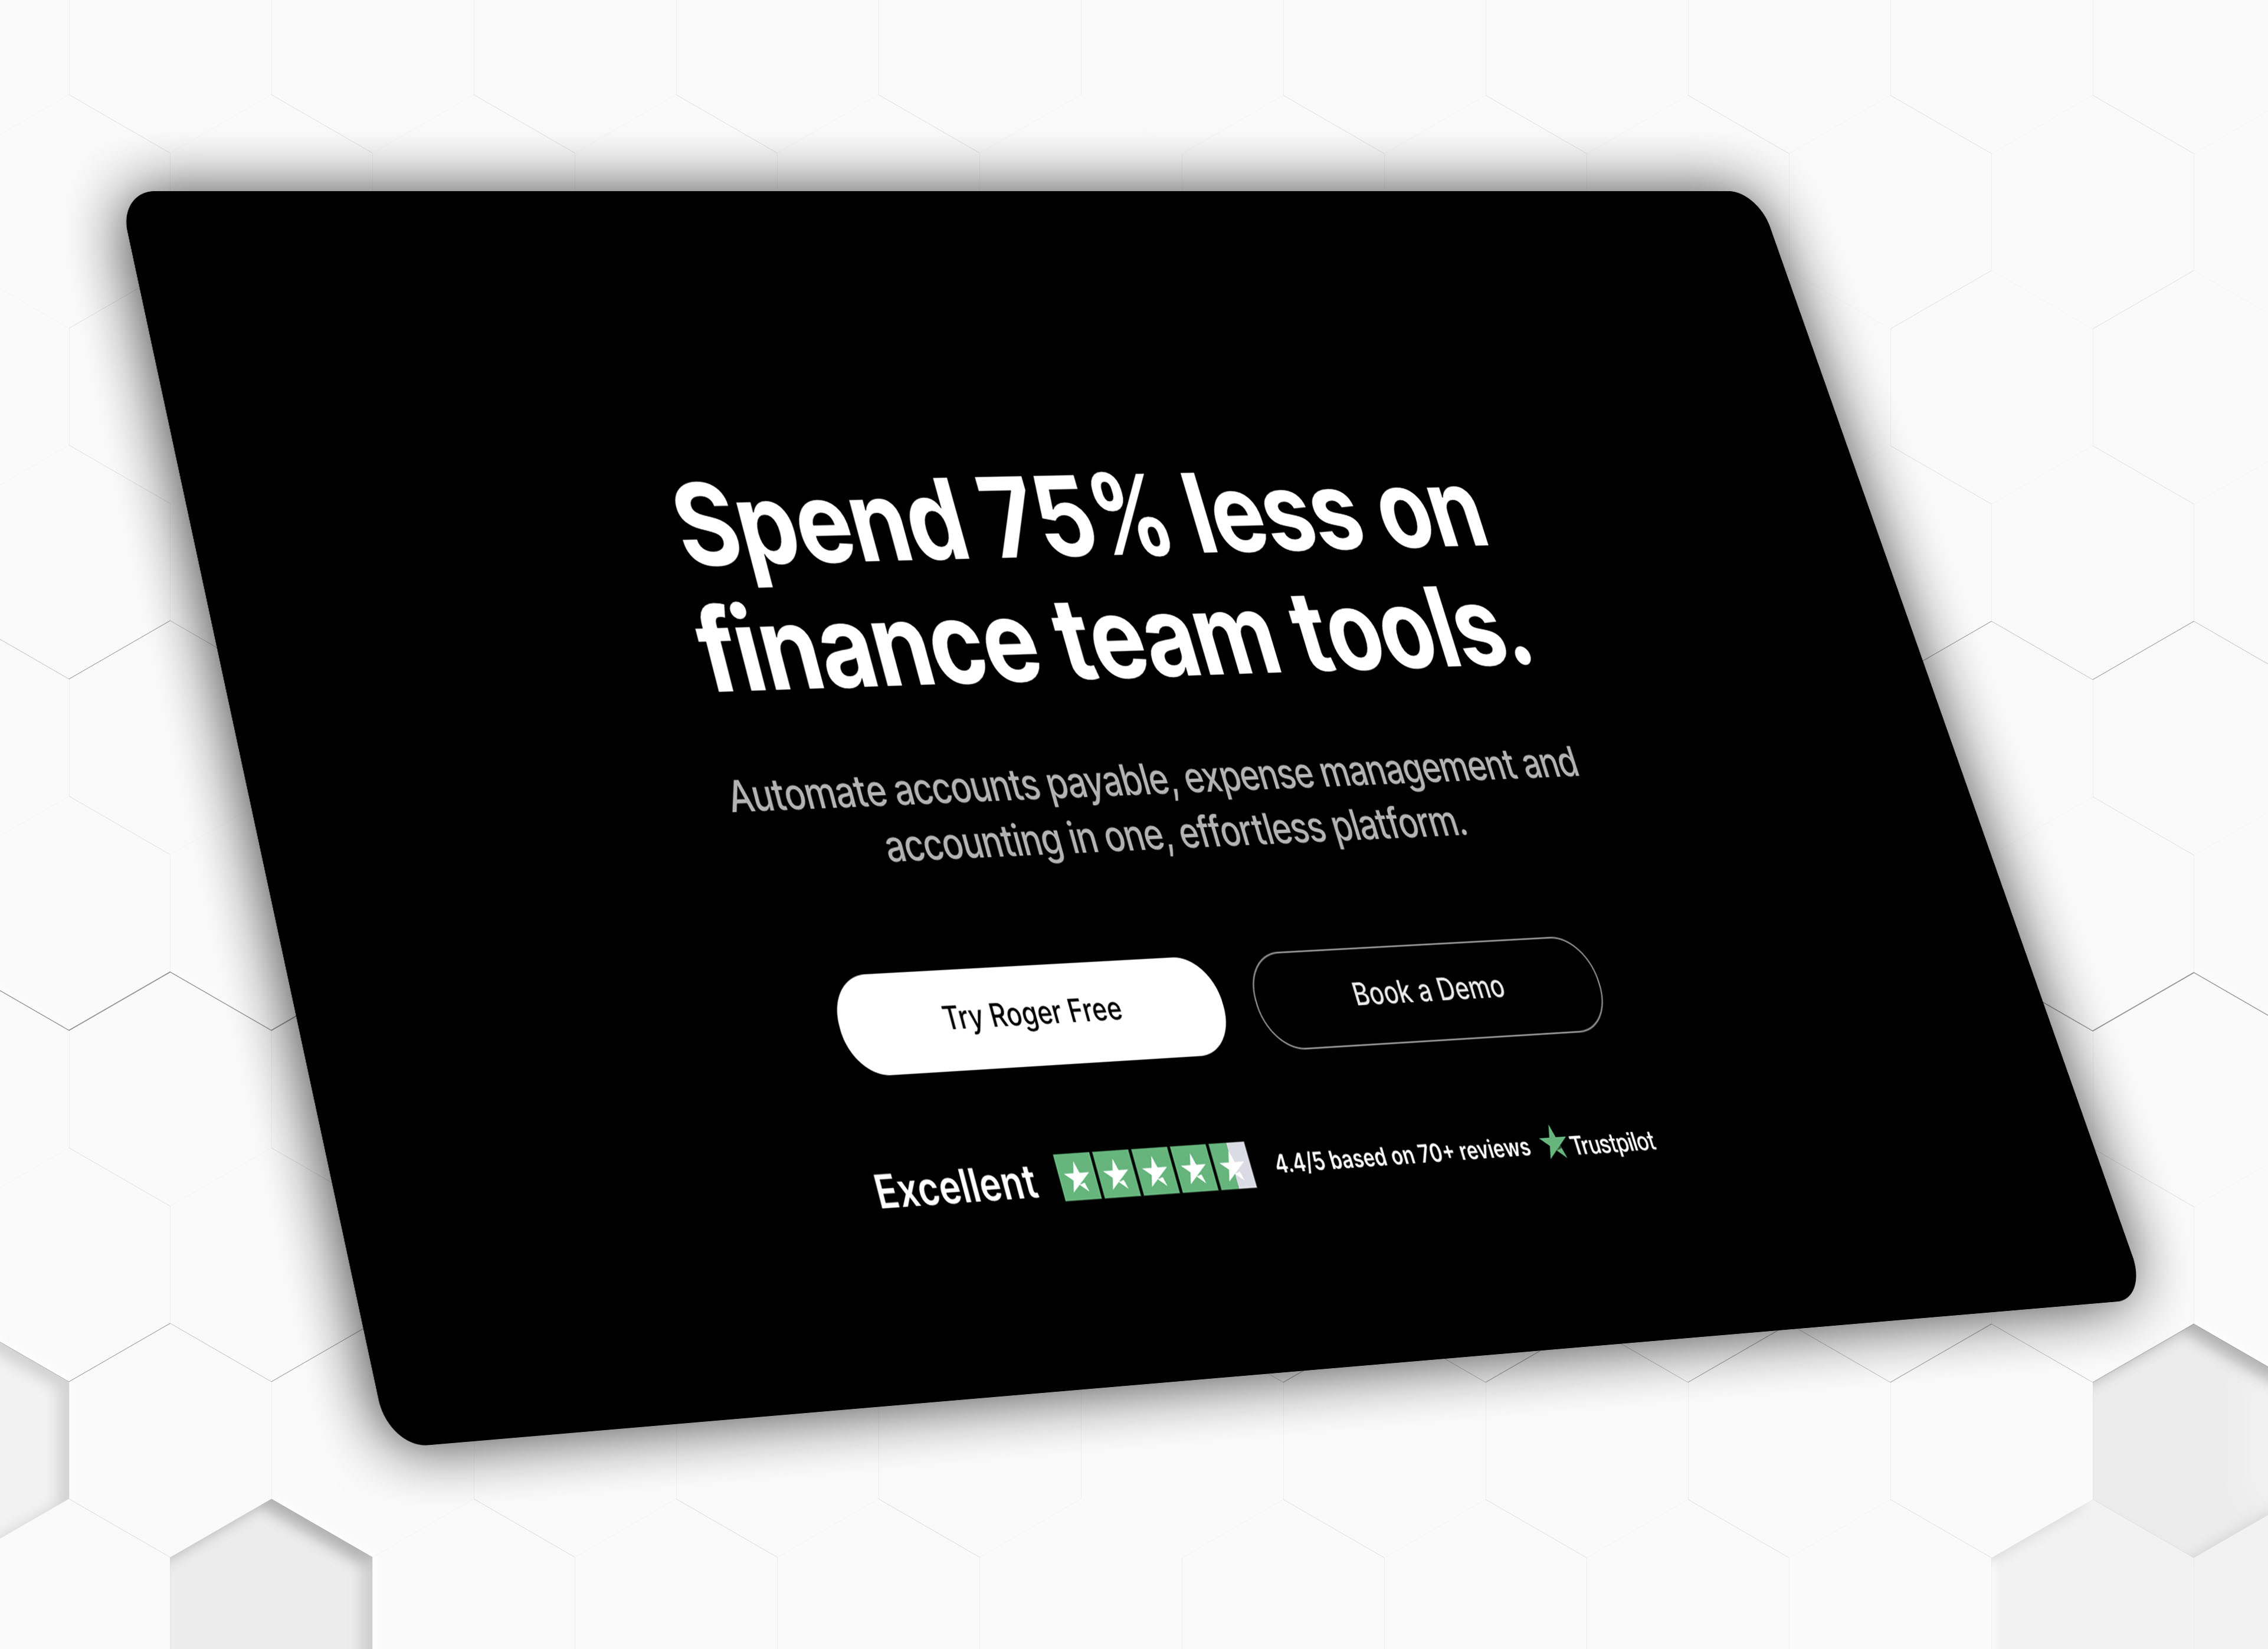 Spend 75% less on
finance team tools.
Automate accounts payable, expense management and
accounting in one, effortless platform.
Try Roger Free
Book a Demo
Excellent
4.4/5 based on 70+ reviews
Trustpilot